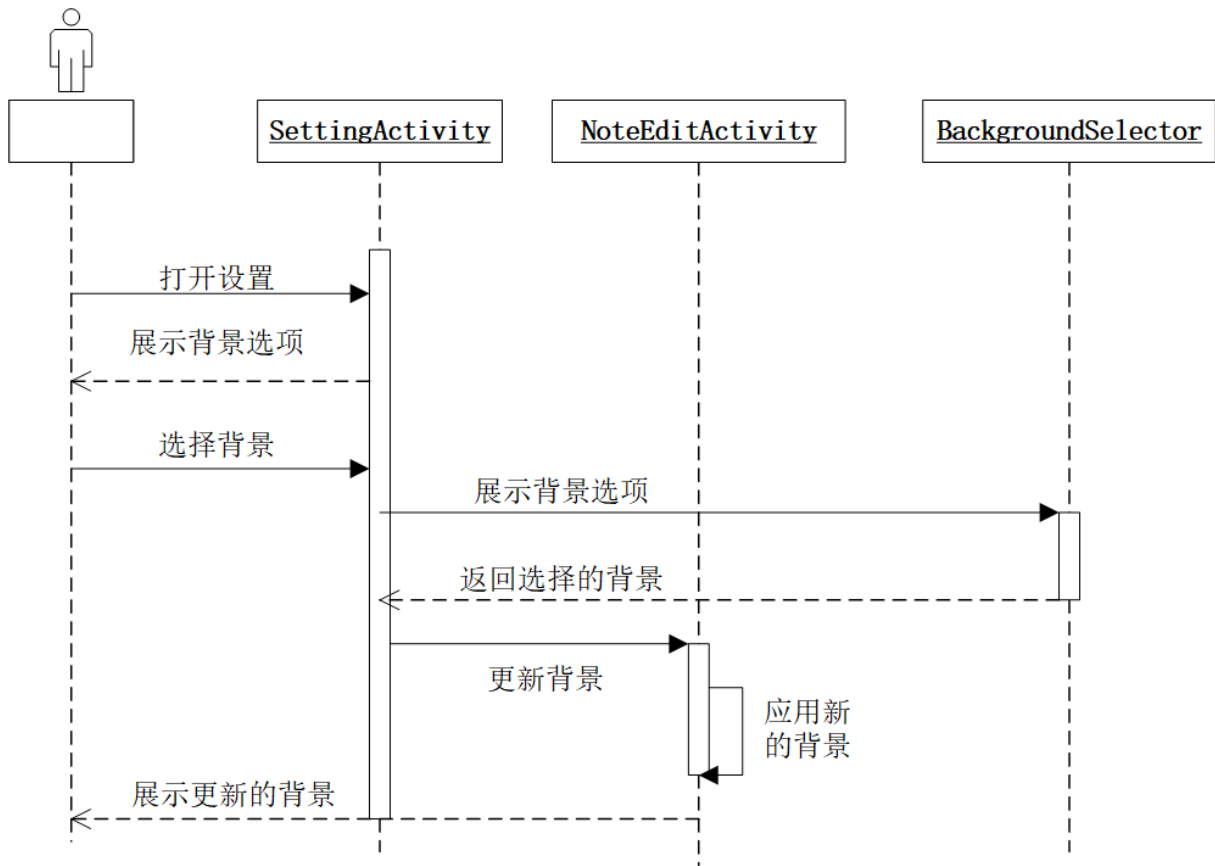 SettingActivity
NoteEditActivity
BackgroundSelector
打开设置
展示背景选项
选择背景
展示背景选项
返回选择的背景
更新背景
应用新
的背景
展示更新的背景